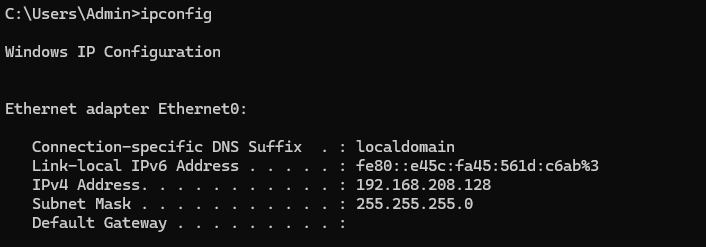 C:\Users\Admin>ipconfig
Windows IP Configuration
Ethernet adapter Ethernet0:
Connection-specific DNS Suffix . : localdomain
Link-local IPv6 Address . . . . . : fe80::e45c:fa45:561d:c6ab%3
IPv4 Address. . . . . . . . . . . : 192.168.208.128
Subnet Mask . . . . . . . . . . . : 255.255.255.0
Default Gateway . . . . . . . . . :